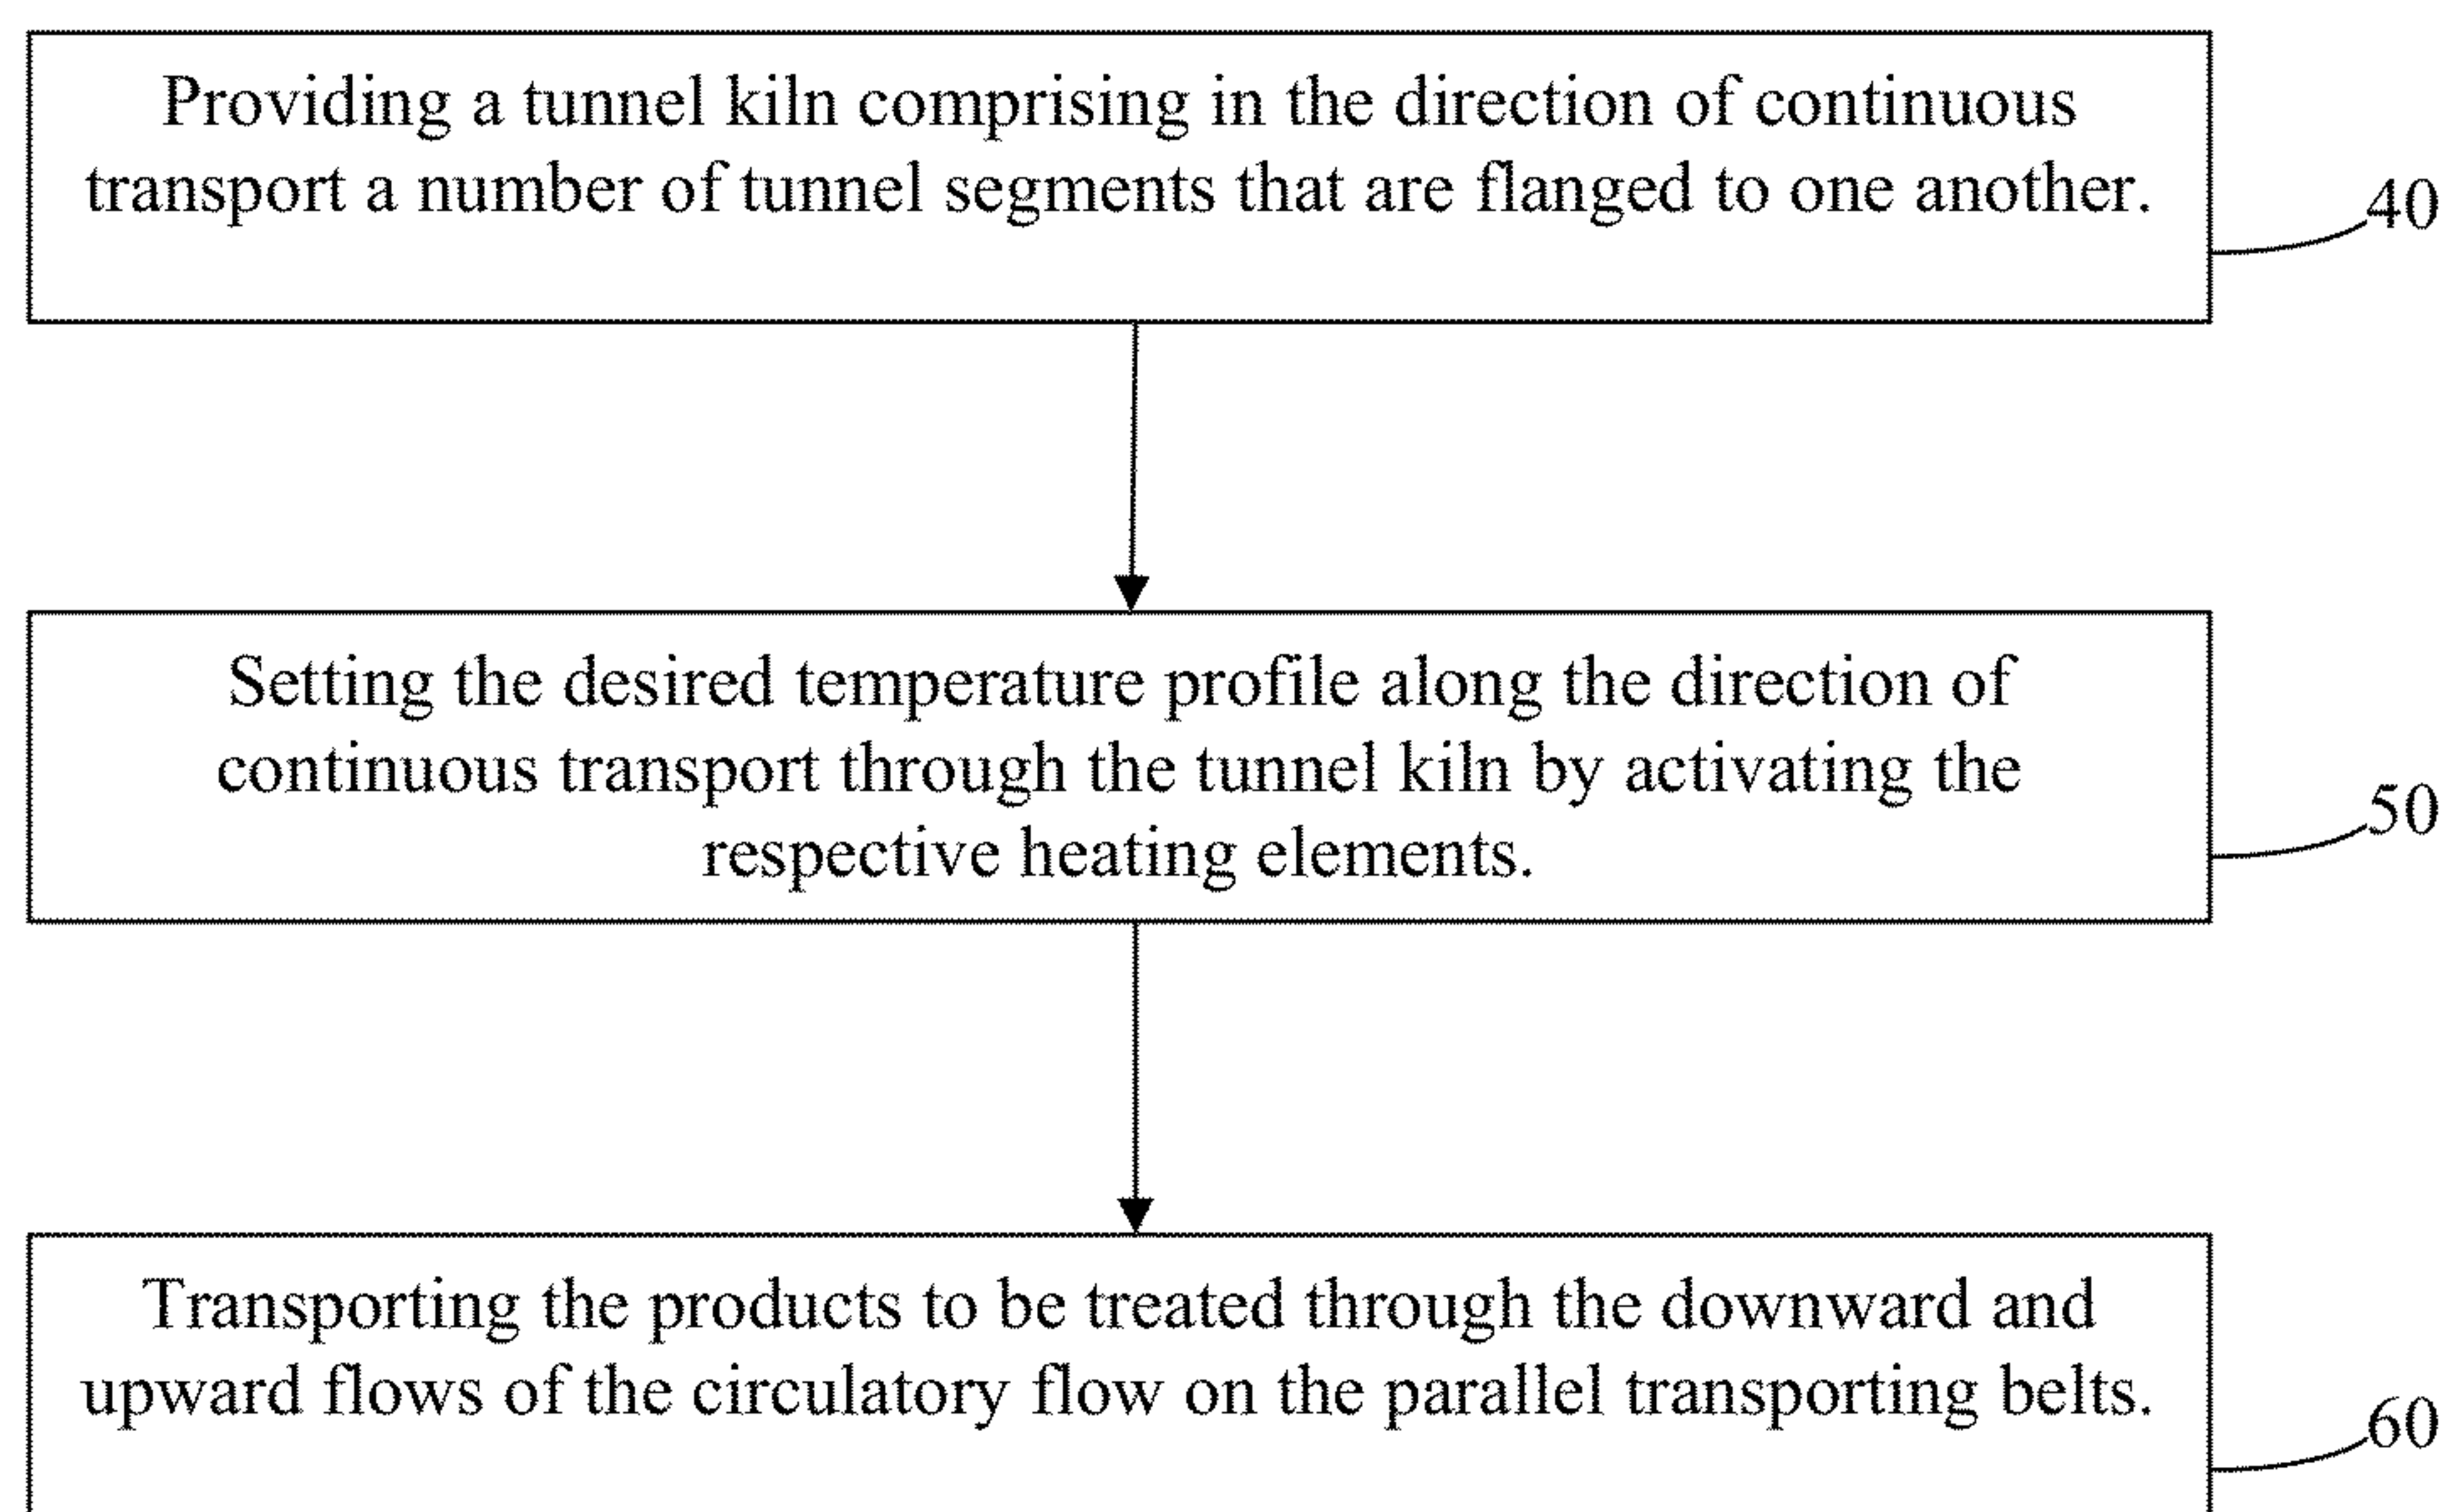 Providing a tunnel kiln comprising in the direction of continuous
transport a number of tunnel segments that are flanged to one another.
40
Setting the desired temperature profile along the direction of
continuous transport through the tunnel kiln by activating the
respective heating elements.
50
Transporting the products to be treated through the downward and
upward flows of the circulatory flow on the parallel transporting belts.
60